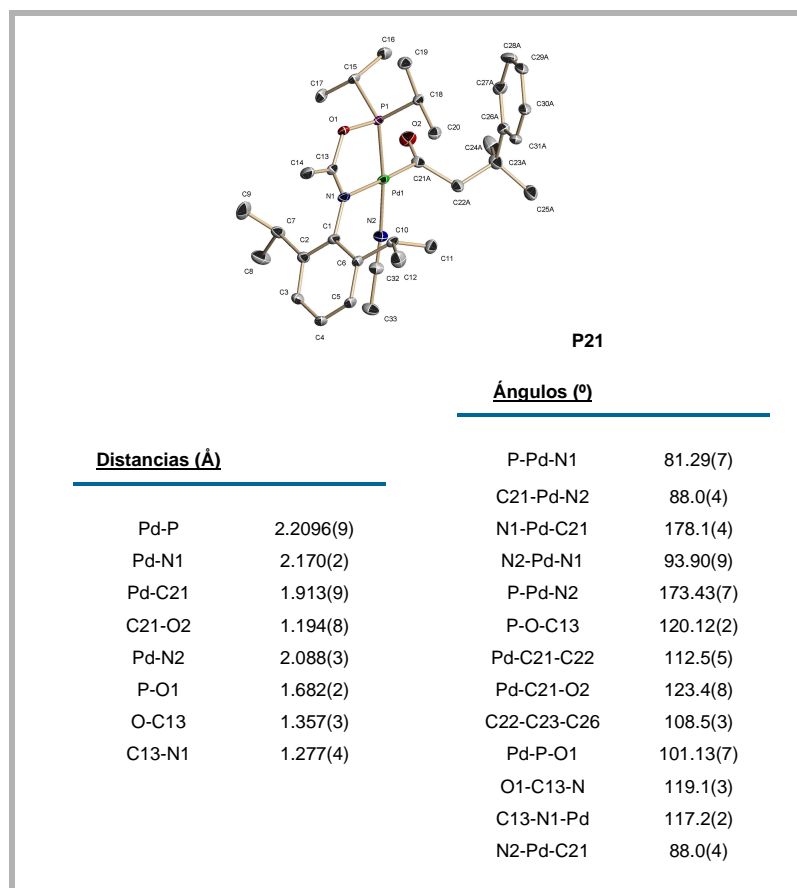 C16
C19
C28A
C29A
C15
C27A
C17
C18
C30A
P1
C26A
O1
O2
C20
C31A
C24A
C14
C13
C21A
C23A
Pd1
N1
C22A
C25A
C9
C7
N2
C10
C1
C2
C6
C11
C8
C32
C12
C3
C5
C33
C4
P21
Ángulos (º)
Distancias (Å)
P-Pd-N1 81.29(7)
C21-Pd-N2 88.0(4)
Pd-P 2.2096(9) N1-Pd-C21 178.1(4)
Pd-N1 2.170(2) N2-Pd-N1 93.90(9)
Pd-C21 1.913(9) P-Pd-N2 173.43(7)
C21-O2 1.194(8) P-O-C13 120.12(2)
Pd-N2 2.088(3) Pd-C21-C22 112.5(5)
P-O1 1.682(2) Pd-C21-O2 123.4(8)
O-C13 1.357(3) C22-C23-C26 108.5(3)
C13-N1 1.277(4) Pd-P-O1 101.13(7)
O1-C13-N 119.1(3)
C13-N1-Pd 117.2(2)
N2-Pd-C21 88.0(4)